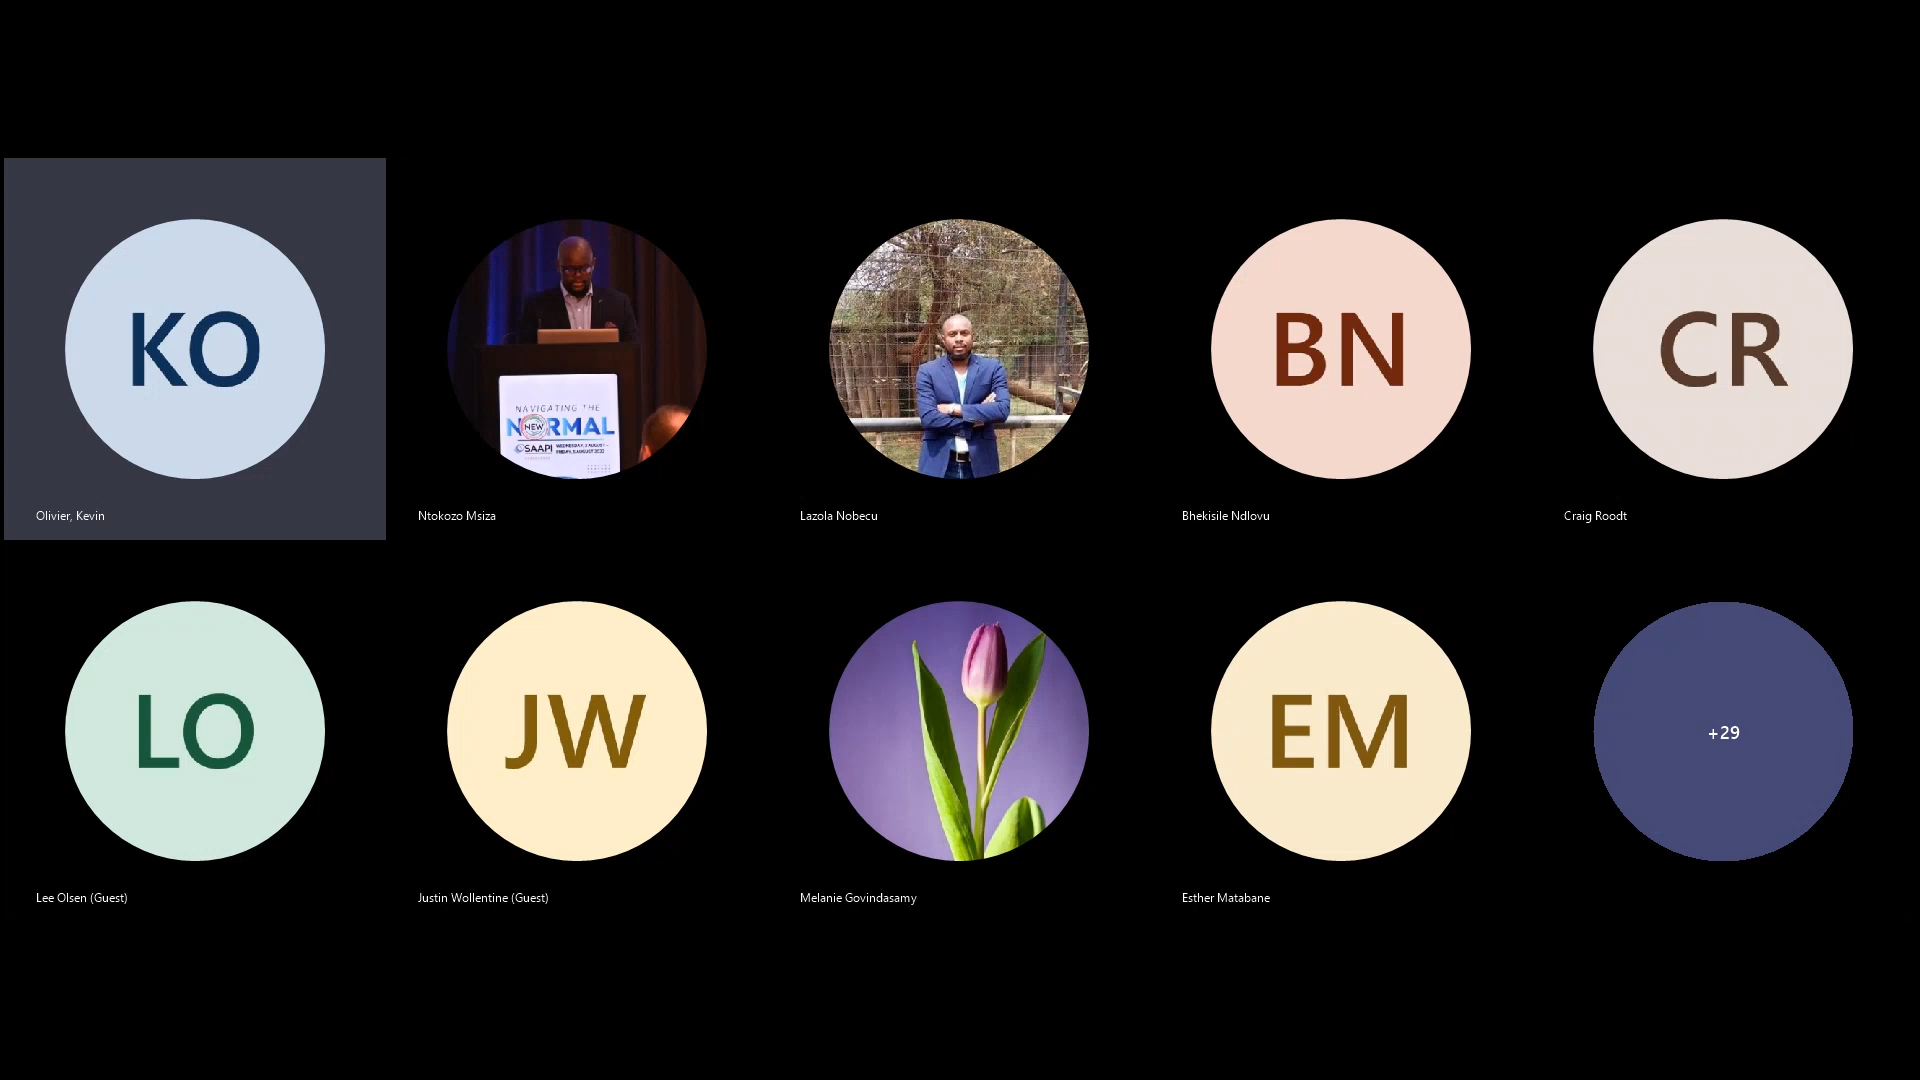 KO
Olivier, Kevin
NAVIGATING THE
NEW
NORMAL
SAAPI
Ntokozo Msiza
Lazola Nobecu
BN
Bhekisile Ndlovu
CR
Craig Roodt
LO
Lee Olsen (Guest)
JW
Justin Wollentine (Guest)
Melanie Govindasamy
EM
Esther Matabane
+29